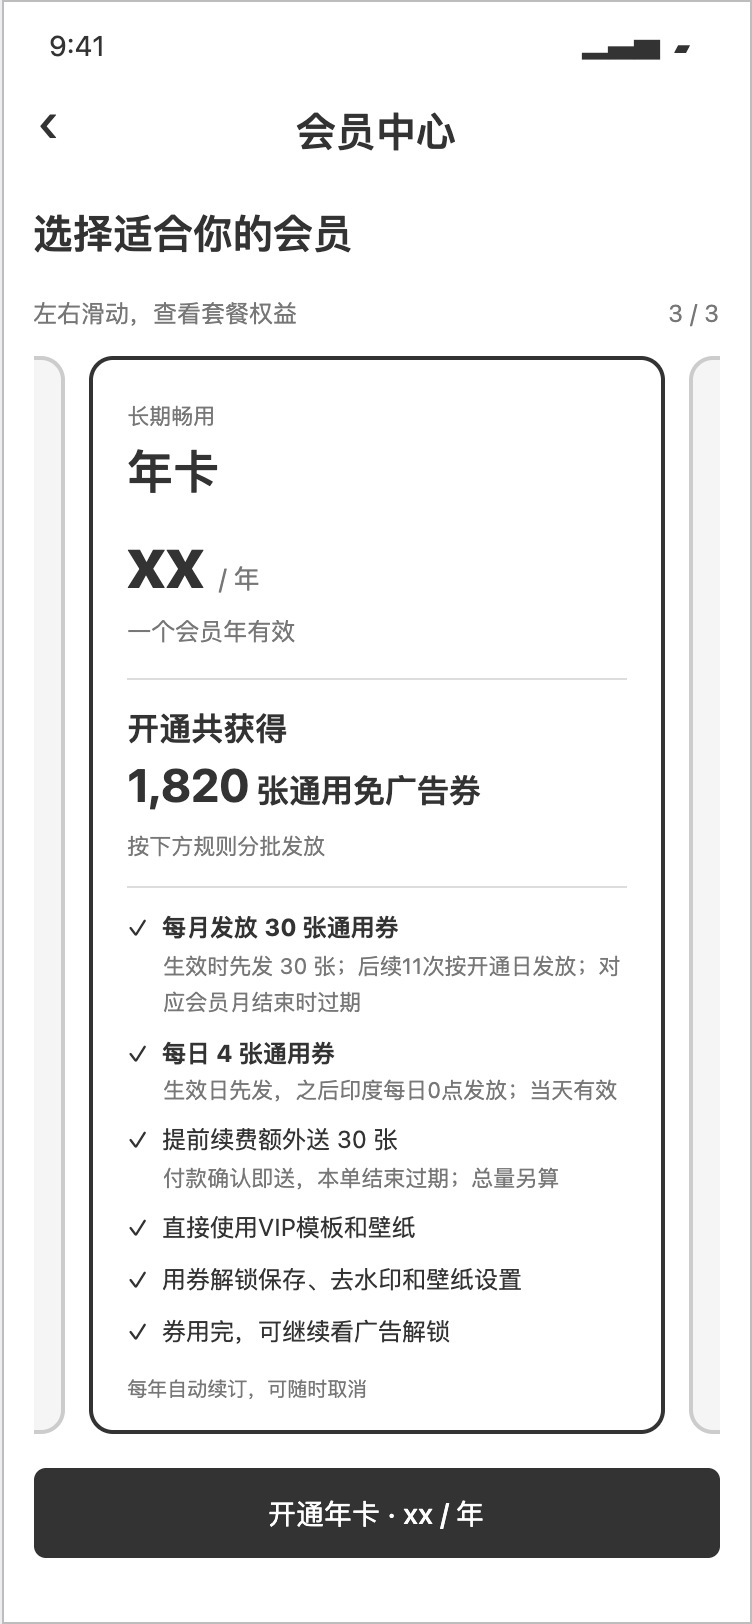 9:41
会员中心
选择适合你的会员
左右滑动，查看套餐权益
3 / 3
长期畅用
年卡
xx / 年
一个会员年有效
开通共获得
1,820 张通用免广告券
按下方规则分批发放
✓ 每月发放 30 张通用券
生效时先发 30 张；后续11次按开通日发放；对
应会员月结束时过期
✓ 每日 4 张通用券
生效日先发，之后印度每日0点发放；当天有效
✓ 提前续费额外送 30 张
付款确认即送，本单结束过期；总量另算
✓ 直接使用VIP模板和壁纸
✓ 用券解锁保存、去水印和壁纸设置
✓ 券用完，可继续看广告解锁
每年自动续订，可随时取消
开通年卡 · xx / 年